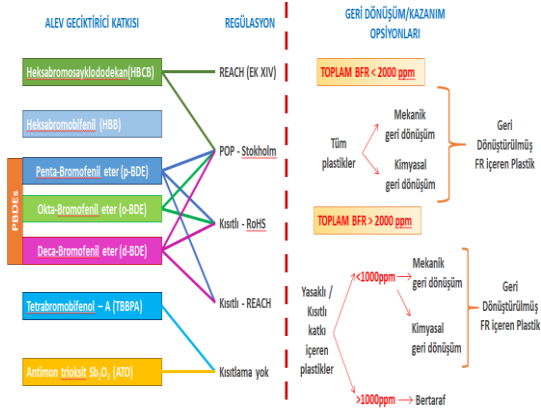 ALEV GECİKTİRİCİ KATKISI
REGÜLASYON
Heksabromosayklododekan(HBCB)
Heksabromobifenil (HBB)
PBDEs
Penta-Bromofenil eter (p-BDE)
Okta-Bromofenil eter (o-BDE)
Deca-Bromofenil eter (d-BDE)
Tetrabromobifenol – A (TBBPA)
Antimon trioksit Sb2O3 (ATO)
REACH (EK XIV)
POP - Stokholm
Kısıtlı - RoHS
Kısıtlı - REACH
Kısıtlama yok
GERİ DÖNÜŞÜM/KAZANIM
OPSİYONLARI
TOPLAM BFR < 2000 ppm
Tüm
plastikler
Mekanik
geri dönüşüm
Kimyasal
geri dönüşüm
Geri
Dönüştürülmüş
FR içeren Plastik
TOPLAM BFR > 2000 ppm
Yasaklı /
Kısıtlı
katkı
içeren
plastikler
<1000ppm
Mekanik
geri dönüşüm
Kimyasal
geri dönüşüm
Geri
Dönüştürülmüş
FR içeren Plastik
>1000ppm
Bertaraf